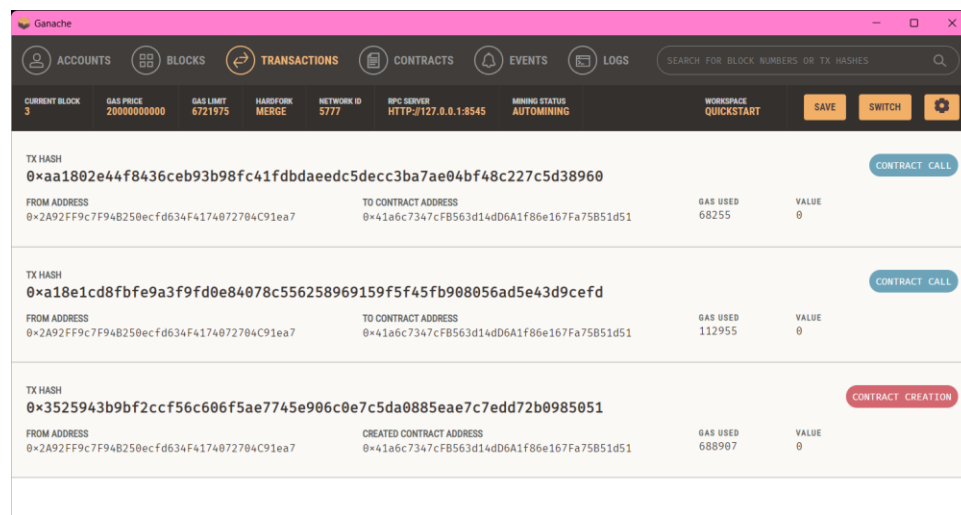 Ganache
ACCOUNTS BLOCKS TRANSACTIONS CONTRACTS EVENTS LOGS SEARCH FOR BLOCK NUMBERS OR TX HASHES
CURRENT BLOCK GAS PRICE GAS LIMIT HARDFORK NETWORK ID RPC SERVER MINING STATUS WORKSPACE
3 20000000000 6721975 MERGE 5777 HTTP://127.0.0.1:8545 AUTOMINING QUICKSTART SAVE SWITCH
TX HASH
0×aa1802e44f8436ceb93b98fc41fdbdaeedc5decc3ba7ae04bf48c227c5d38960 CONTRACT CALL
FROM ADDRESS TO CONTRACT ADDRESS GAS USED VALUE
0×2A92FF9c7F94B250ecfd634F4174072704C91ea7 0×41a6c7347cFB563d14dD6A1f86e167Fa75B51d51 68255 0
TX HASH
0×a18e1cd8fbfe9a3f9fd0e84078c556258969159f5f45fb908056ad5e43d9cefd CONTRACT CALL
FROM ADDRESS TO CONTRACT ADDRESS GAS USED VALUE
0×2A92FF9c7F94B250ecfd634F4174072704C91ea7 0×41a6c7347cFB563d14dD6A1f86e167Fa75B51d51 112955 0
TX HASH
0×3525943b9bf2ccf56c606f5ae7745e906c0e7c5da0885eae7c7edd72b0985051 CONTRACT CREATION
FROM ADDRESS CREATED CONTRACT ADDRESS GAS USED VALUE
0×2A92FF9c7F94B250ecfd634F4174072704C91ea7 0×41a6c7347cFB563d14dD6A1f86e167Fa75B51d51 688907 0